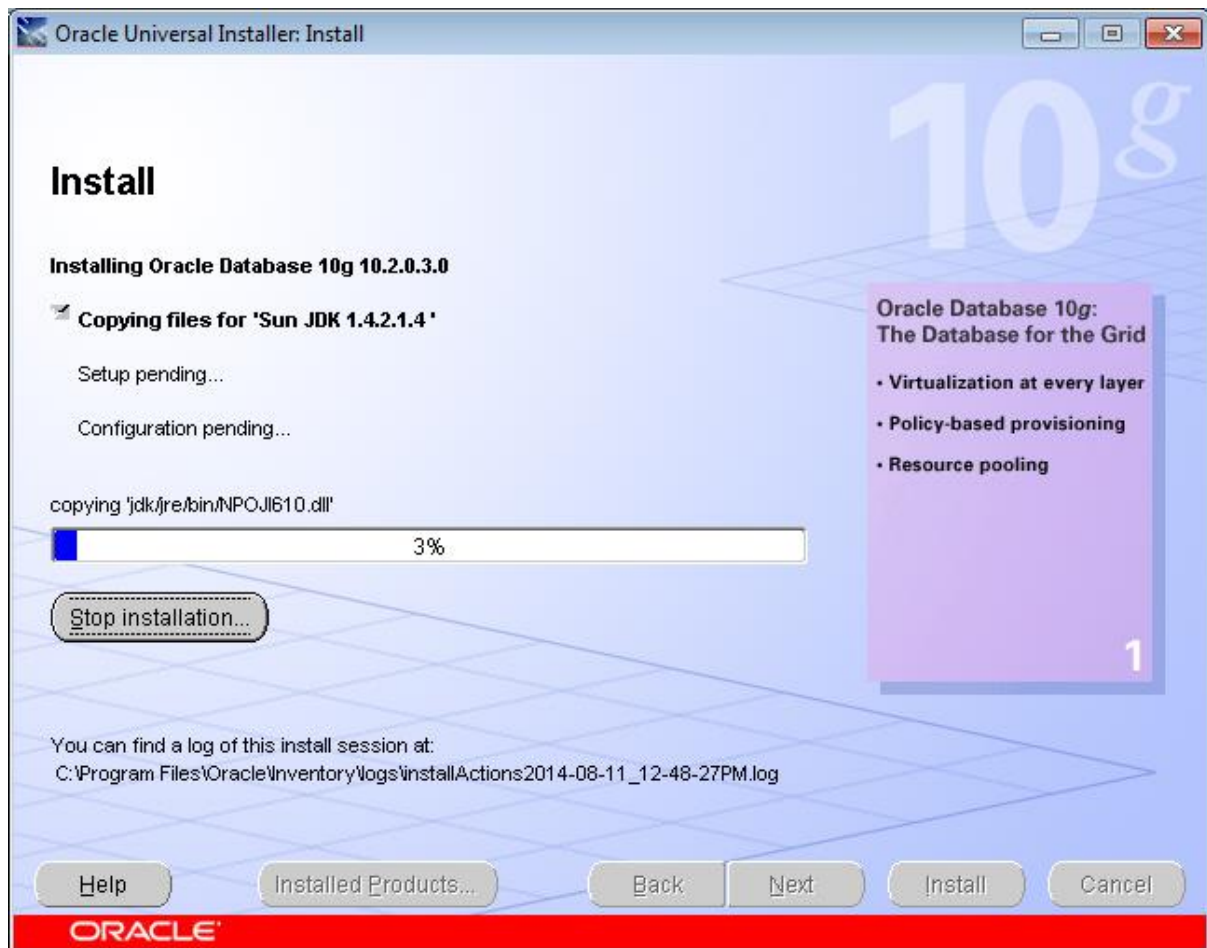 Oracle Universal Installer: Install
10g
Install
Installing Oracle Database 10g 10.2.0.3.0
Copying files for 'Sun JDK 1.4.2.1.4 '
Setup pending...
Configuration pending...
copying 'jdk/jre/bin/NPOJI610.dll'
3%
Stop installation...
Oracle Database 10g:
The Database for the Grid
• Virtualization at every layer
• Policy-based provisioning
• Resource pooling
1
You can find a log of this install session at:
C:\Program Files\Oracle\Inventory\logs\installActions2014-08-11_12-48-27PM.log
Help
Installed Products...
Back
Next
Install
Cancel
ORACLE